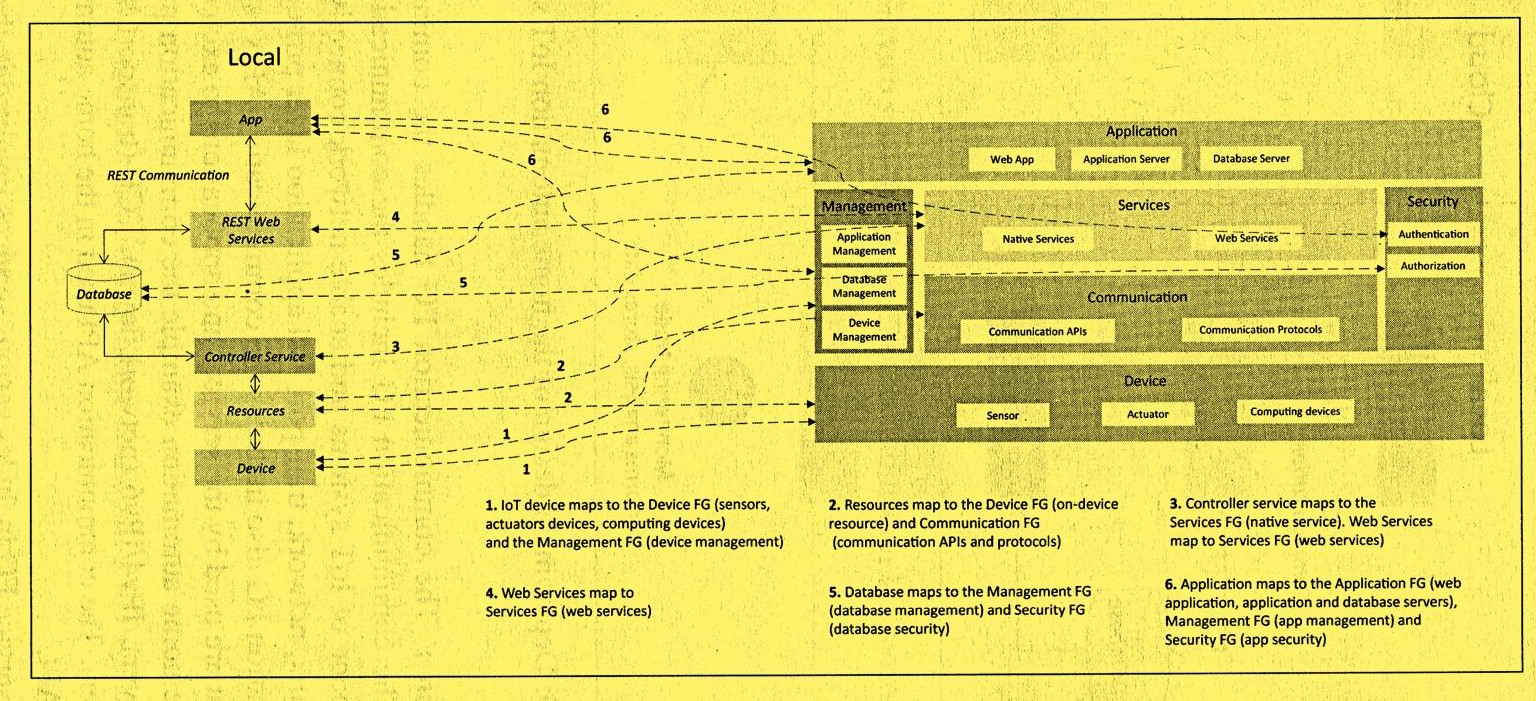 Local
App
REST Communication
REST Web
Services
Database
Controller Service
Resources
Device
6
6
6
4
5
5
3
2
2
1
1
Application
Web App
Application Server
Database Server
Management
Application
Management
Database
Management
Device
Management
Services
Native Services
Web Services
Security
Authentication
Authorization
Communication
Communication APIs
Communication Protocols
Device
Sensor
Actuator
Computing devices
1. IoT device maps to the Device FG (sensors,
actuators devices, computing devices)
and the Management FG (device management)
2. Resources map to the Device FG (on-device
resource) and Communication FG
(communication APIs and protocols)
3. Controller service maps to the
Services FG (native service). Web Services
map to Services FG (web services)
4. Web Services map to
Services FG (web services)
5. Database maps to the Management FG
(database management) and Security FG
(database security)
6. Application maps to the Application FG (web
application, application and database servers),
Management FG (app management) and
Security FG (app security)